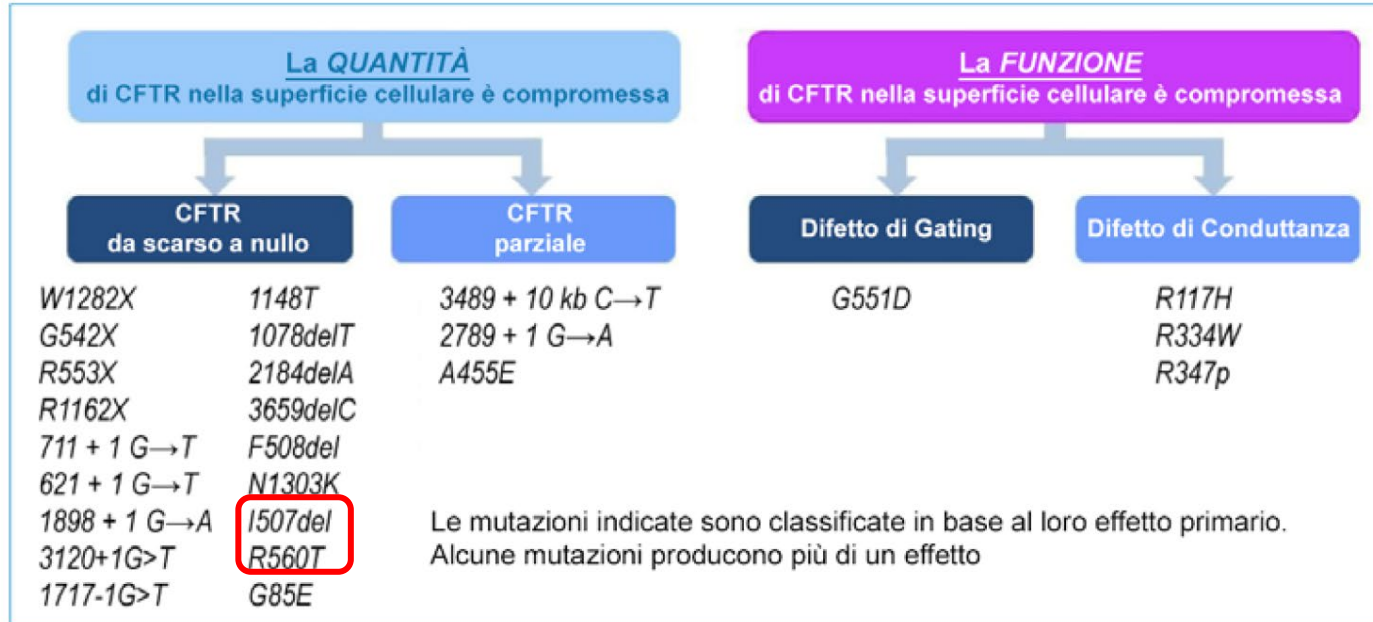 La QUANTITÀ
di CFTR nella superficie cellulare è compromessa
La FUNZIONE
di CFTR nella superficie cellulare è compromessa
CFTR
da scarso a nullo
CFTR
parziale
Difetto di Gating
Difetto di Conduttanza
W1282X
G542X
R553X
R1162X
711 + 1 G→T
621 + 1 G→T
1898 + 1 G→A
3120+1G>T
1717-1G>T
1148T
1078delT
2184delA
3659delC
F508del
N1303K
I507del
R560T
G85E
3489 + 10 kb C→T
2789 + 1 G→A
A455E
G551D
R117H
R334W
R347p
Le mutazioni indicate sono classificate in base al loro effetto primario.
Alcune mutazioni producono più di un effetto